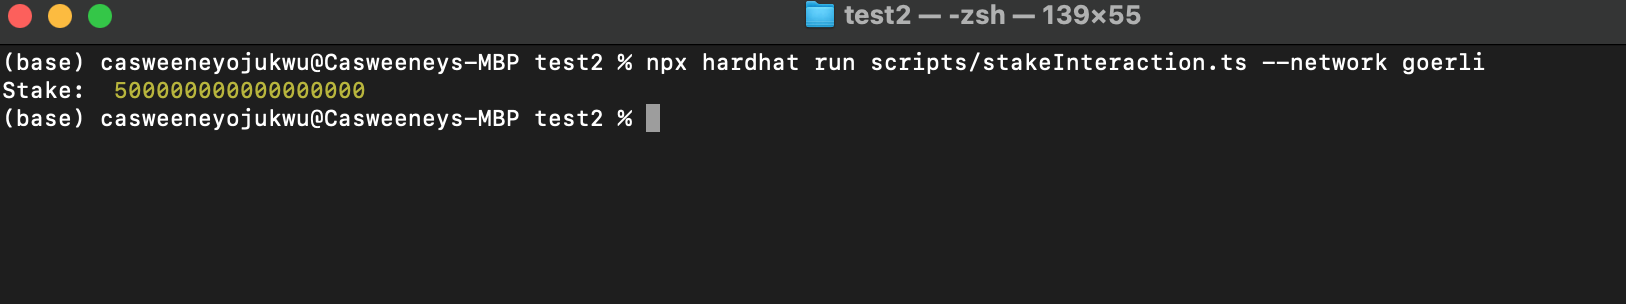 test2 — -zsh — 139×55
(base) casweeneyojukwu@Casweeneys-MBP test2 % npx hardhat run scripts/stakeInteraction.ts --network goerli
Stake:  500000000000000000
(base) casweeneyojukwu@Casweeneys-MBP test2 %